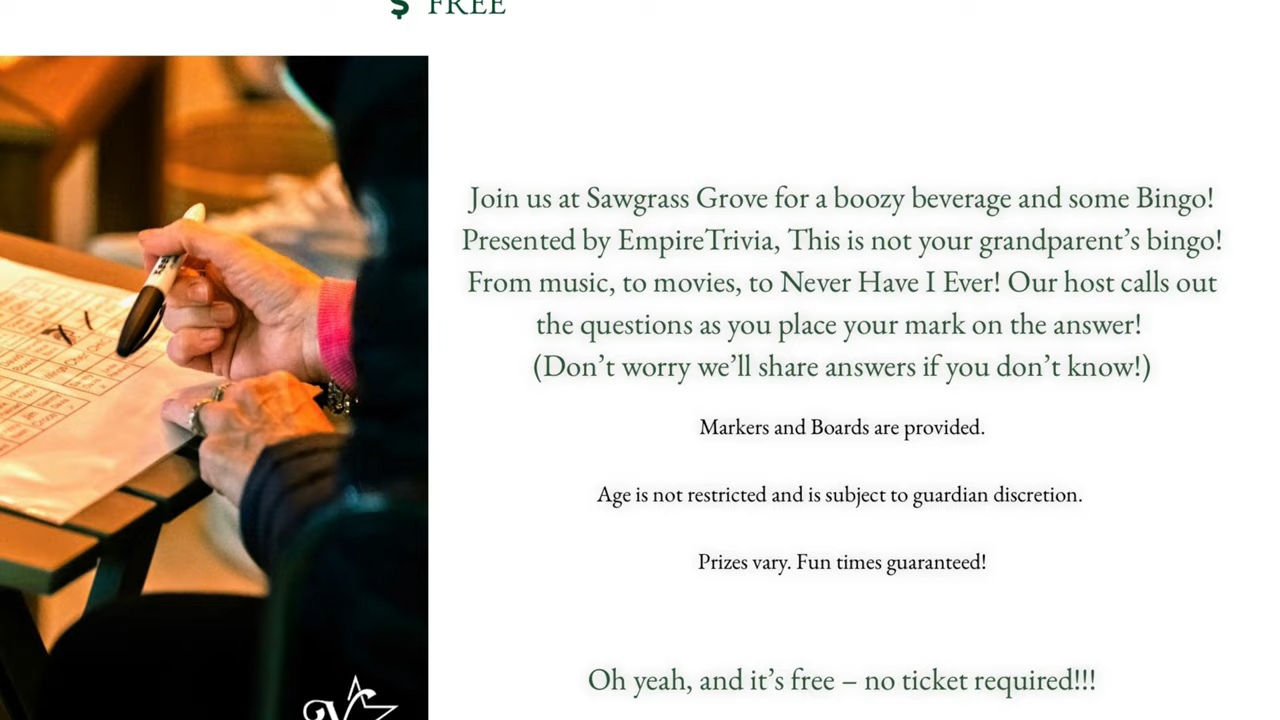 $ FREE
Join us at Sawgrass Grove for a boozy beverage and some Bingo!
Presented by EmpireTrivia, This is not your grandparent’s bingo!
From music, to movies, to Never Have I Ever! Our host calls out
the questions as you place your mark on the answer!
(Don’t worry we’ll share answers if you don’t know!)
Markers and Boards are provided.
Age is not restricted and is subject to guardian discretion.
Prizes vary. Fun times guaranteed!
Oh yeah, and it’s free – no ticket required!!!